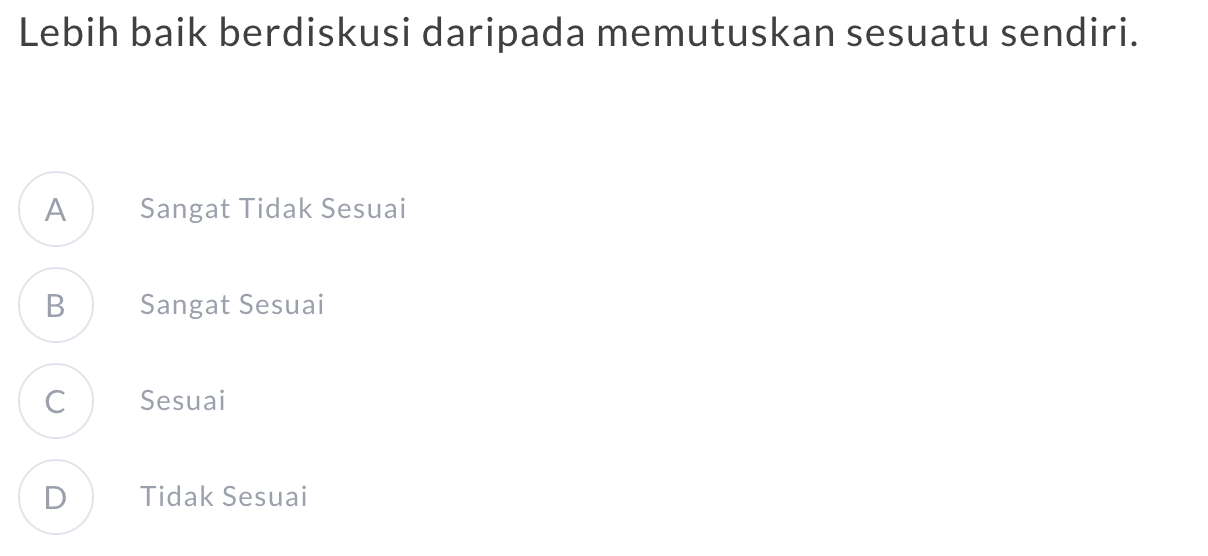 Lebih baik berdiskusi daripada memutuskan sesuatu sendiri.
A Sangat Tidak Sesuai
B Sangat Sesuai
C Sesuai
D Tidak Sesuai